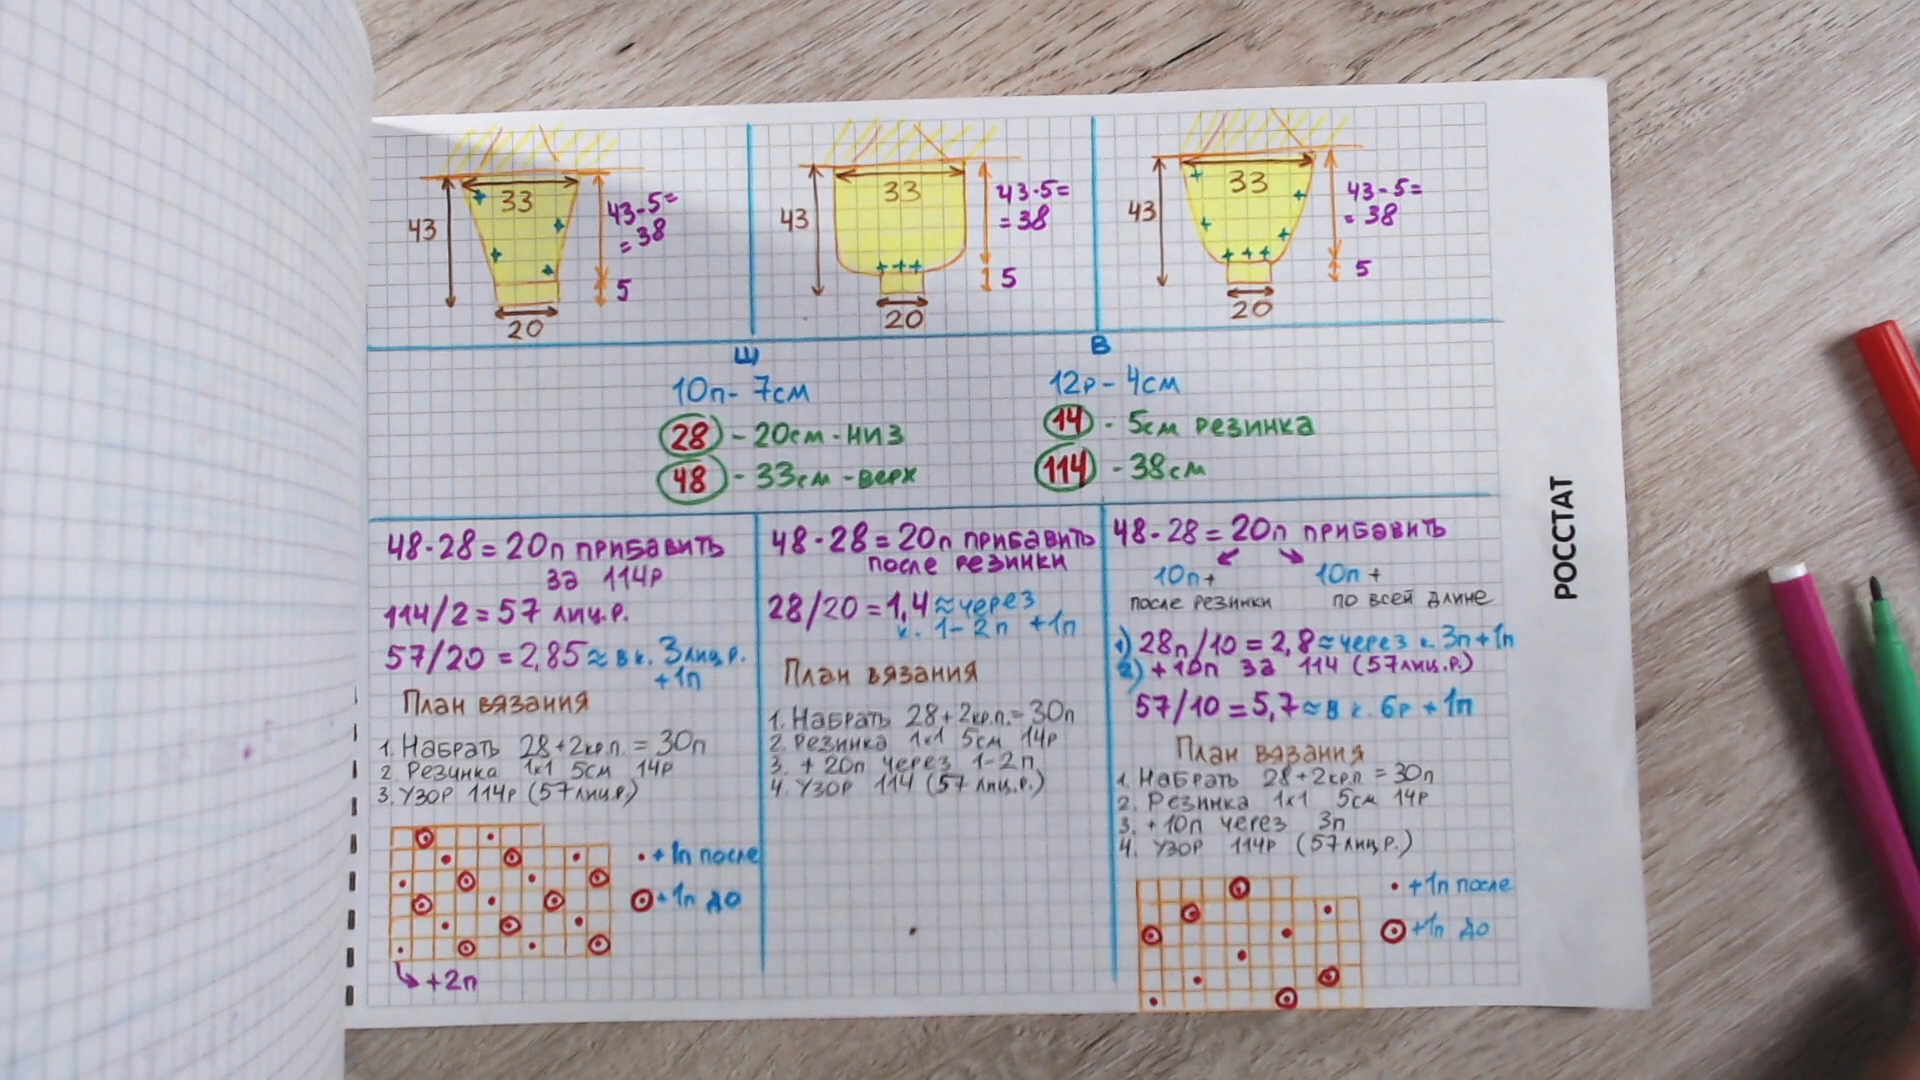 33
43
43-5=
=38
5
20
33
43
43-5=
=38
5
20
33
43
43-5=
=38
5
20
Ш
10п- 7см
28 - 20см - низ
48 - 33см - верх
В
12р - 4см
14 - 5см резинка
114 - 38см
48-28=20п прибавить
за 114р
114/2=57 лиц.р.
57/20=2,85≈в к. 3лиц.р.
+1п
План вязания
1. Набрать 28+2кр.п.=30п
2. Резинка 1х1 5см 14р
3. Узор 114р (57лиц.р.)
• +1п после
⊙ +1п до
+2п
48-28=20п прибавить
после резинки
28/20=1,4≈через
к. 1-2п +1п
План вязания
1. Набрать 28+2кр.п.=30п
2. Резинка 1х1 5см 14р
3. +20п через 1-2п
4. Узор 114 (57лиц.р.)
48-28=20п прибавить
10п+ 10п+
после резинки по всей длине
1) 28п/10=2,8≈через к. 3п+1п
2) +10п за 114 (57лиц.р.)
57/10=5,7≈в к. 6р +1п
План вязания
1. Набрать 28+2кр.п=30п
2. Резинка 1х1 5см 14р
3. +10п через 3п
4. Узор 114р (57лиц.р.)
• +1п после
⊙ +1п до
РОССТАТ